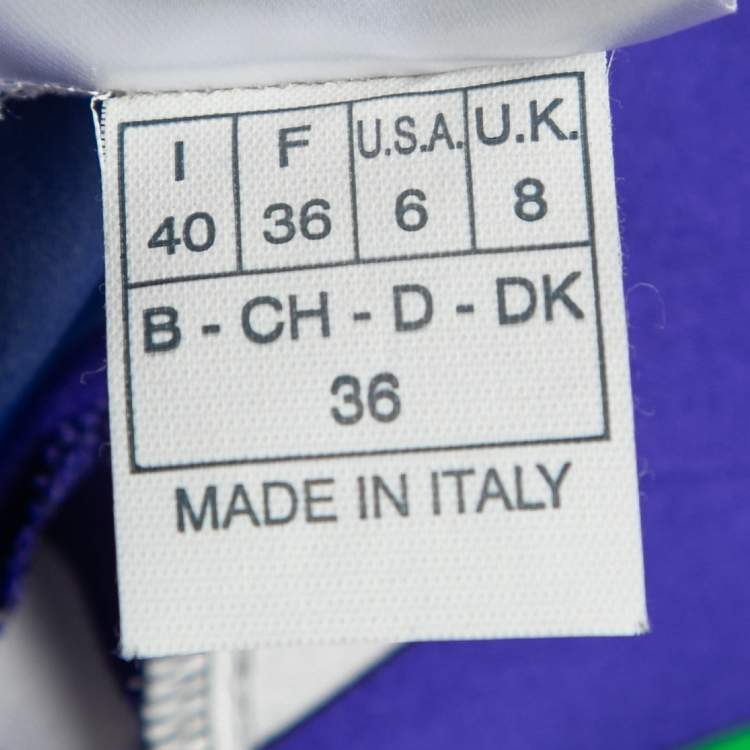 I F U.S.A. U.K.
40 36 6 8
B - CH - D - DK
36
MADE IN ITALY